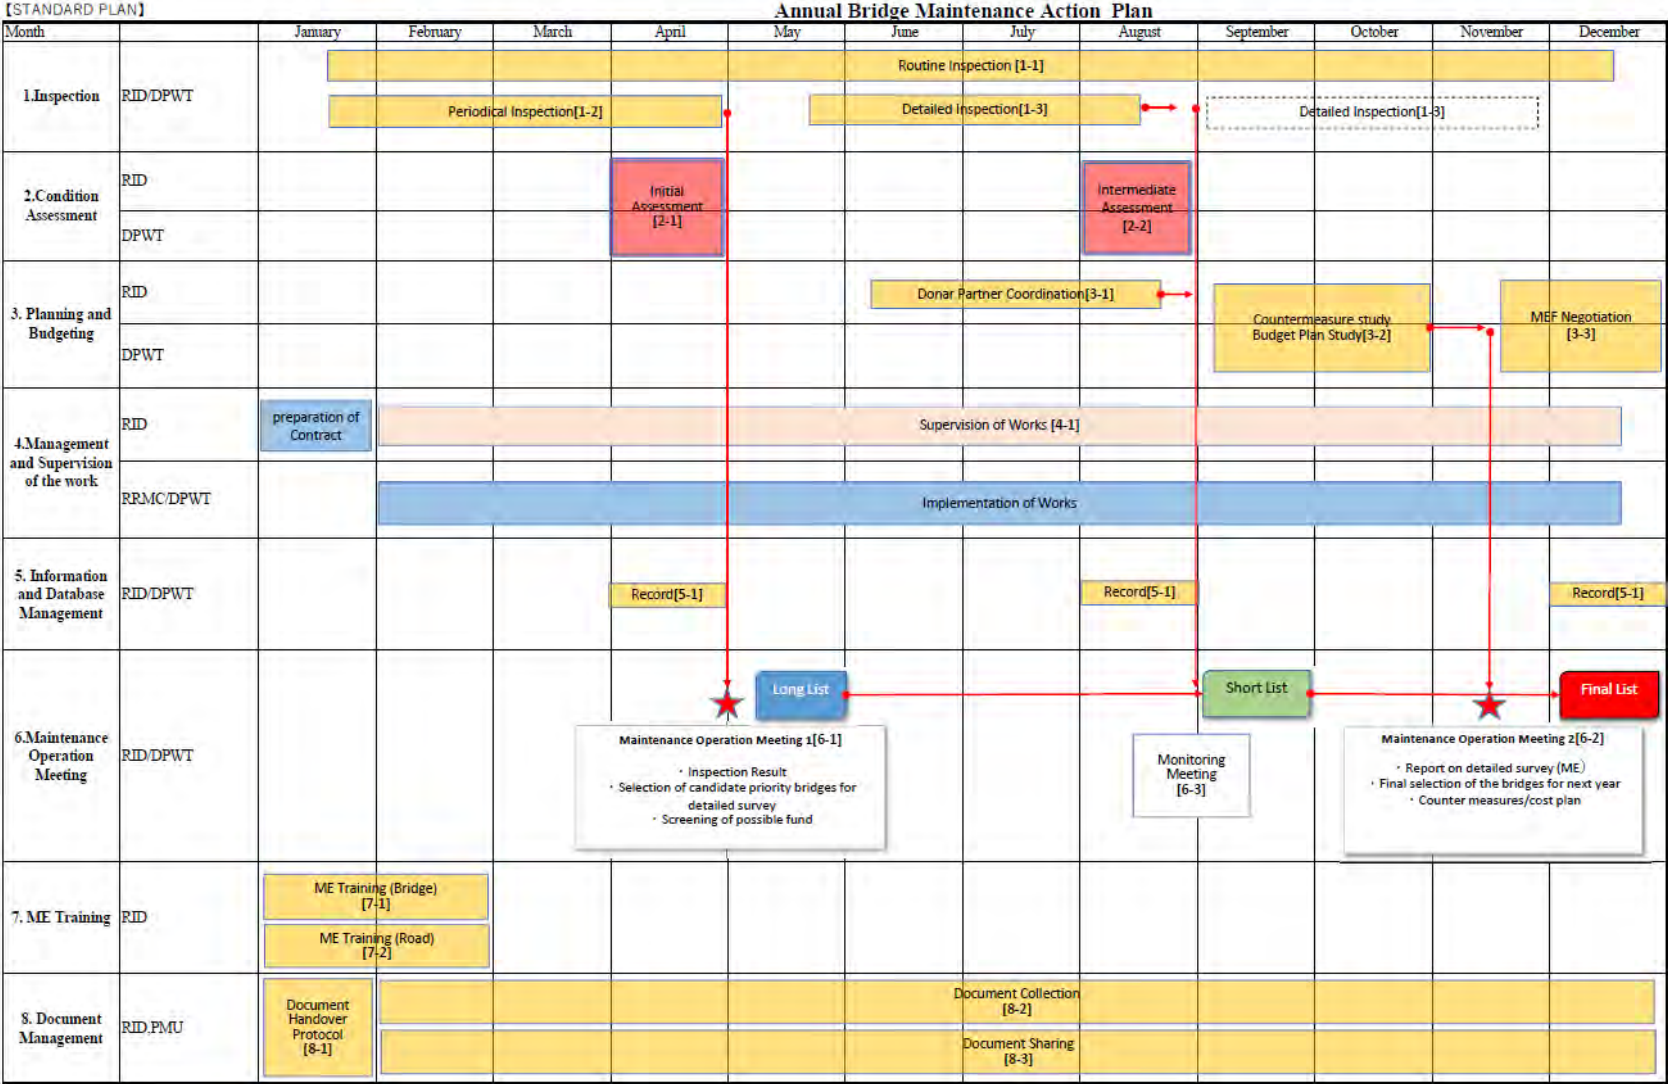 【STANDARD PLAN】
Annual Bridge Maintenance Action Plan
Month January February March April May June July August September October November December
1.Inspection
RID/DPWT
Routine Inspection [1-1]
Periodical Inspection[1-2]
Detailed Inspection[1-3]
Detailed Inspection[1-3]
2.Condition
Assessment
RID
DPWT
Initial
Assessment
[2-1]
Intermediate
Assessment
[2-2]
3. Planning and
Budgeting
RID
DPWT
Donar Partner Coordination[3-1]
Countermeasure study
Budget Plan Study[3-2]
MEF Negotiation
[3-3]
4.Management
and Supervision
of the work
RID
RRMC/DPWT
preparation of
Contract
Supervision of Works [4-1]
Implementation of Works
5. Information
and Database
Management
RID/DPWT
Record[5-1]
Record[5-1]
Record[5-1]
6.Maintenance
Operation
Meeting
RID/DPWT
Long List
Short List
Final List
Maintenance Operation Meeting 1[6-1]
・Inspection Result
・Selection of candidate priority bridges for
detailed survey
・Screening of possible fund
Monitoring
Meeting
[6-3]
Maintenance Operation Meeting 2[6-2]
・Report on detailed survey (ME）
・Final selection of the bridges for next year
・Counter measures/cost plan
7. ME Training
RID
ME Training (Bridge)
[7-1]
ME Training (Road)
[7-2]
8. Document
Management
RID,PMU
Document
Handover
Protocol
[8-1]
Document Collection
[8-2]
Document Sharing
[8-3]